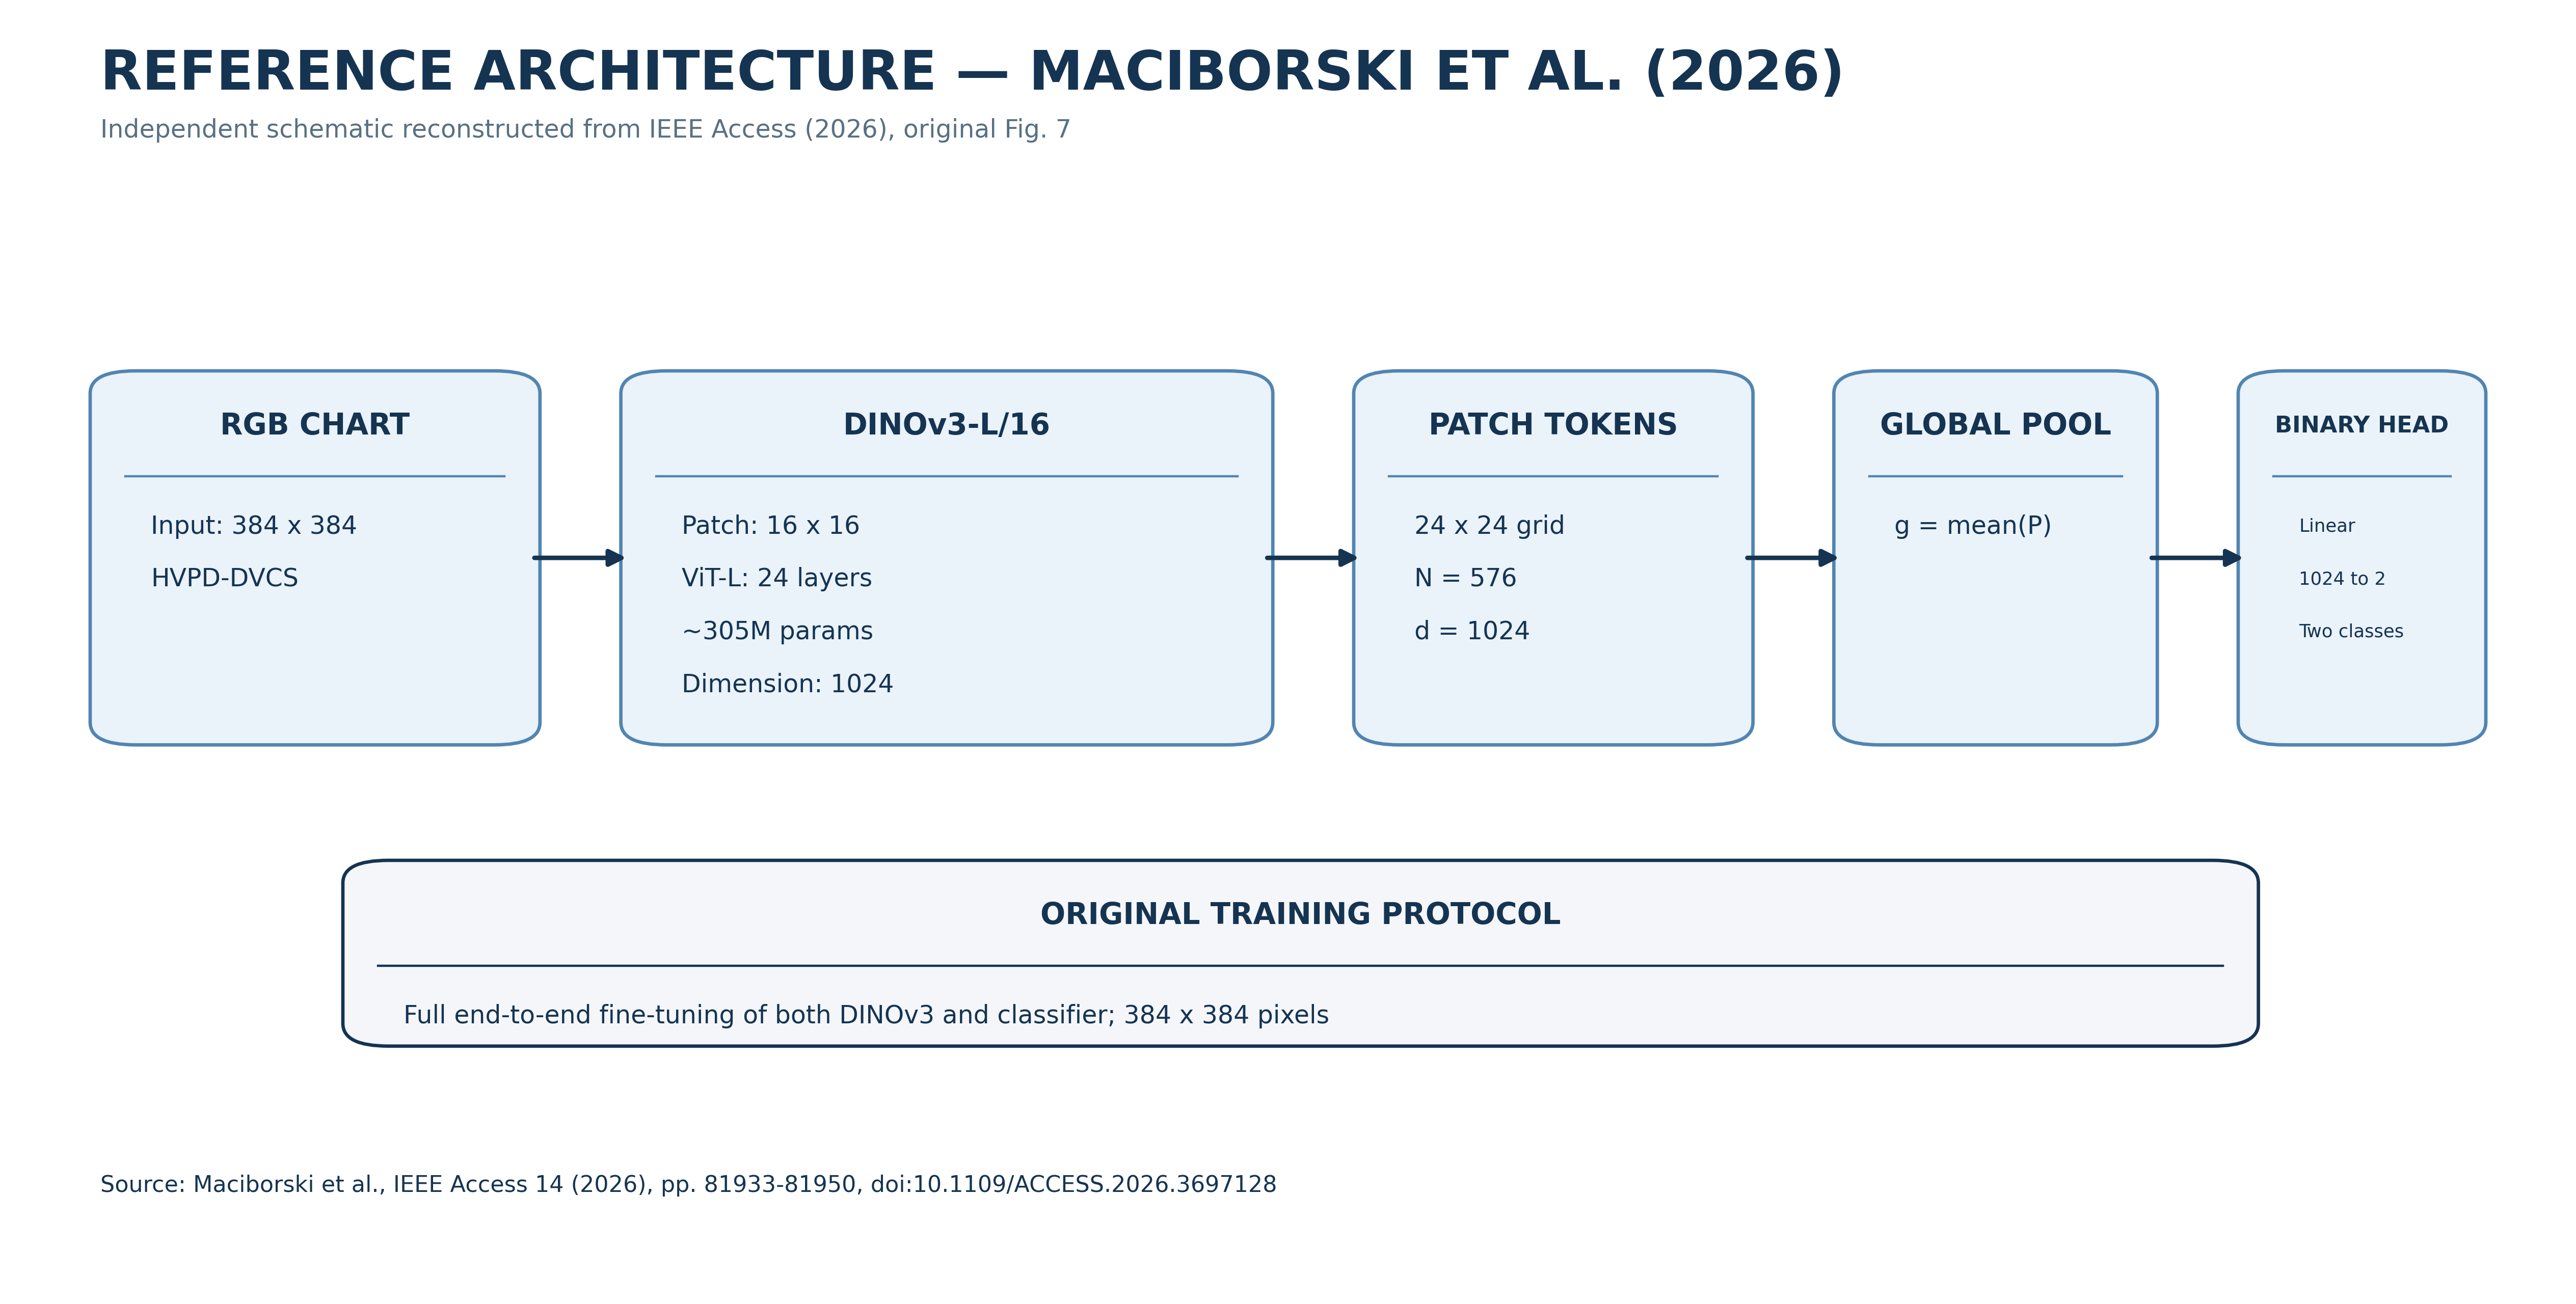 REFERENCE ARCHITECTURE — MACIBORSKI ET AL. (2026)
Independent schematic reconstructed from IEEE Access (2026), original Fig. 7
RGB CHART
Input: 384 x 384
HVPD-DVCS
DINOv3-L/16
Patch: 16 x 16
ViT-L: 24 layers
~305M params
Dimension: 1024
PATCH TOKENS
24 x 24 grid
N = 576
d = 1024
GLOBAL POOL
g = mean(P)
BINARY HEAD
Linear
1024 to 2
Two classes
ORIGINAL TRAINING PROTOCOL
Full end-to-end fine-tuning of both DINOv3 and classifier; 384 x 384 pixels
Source: Maciborski et al., IEEE Access 14 (2026), pp. 81933-81950, doi:10.1109/ACCESS.2026.3697128